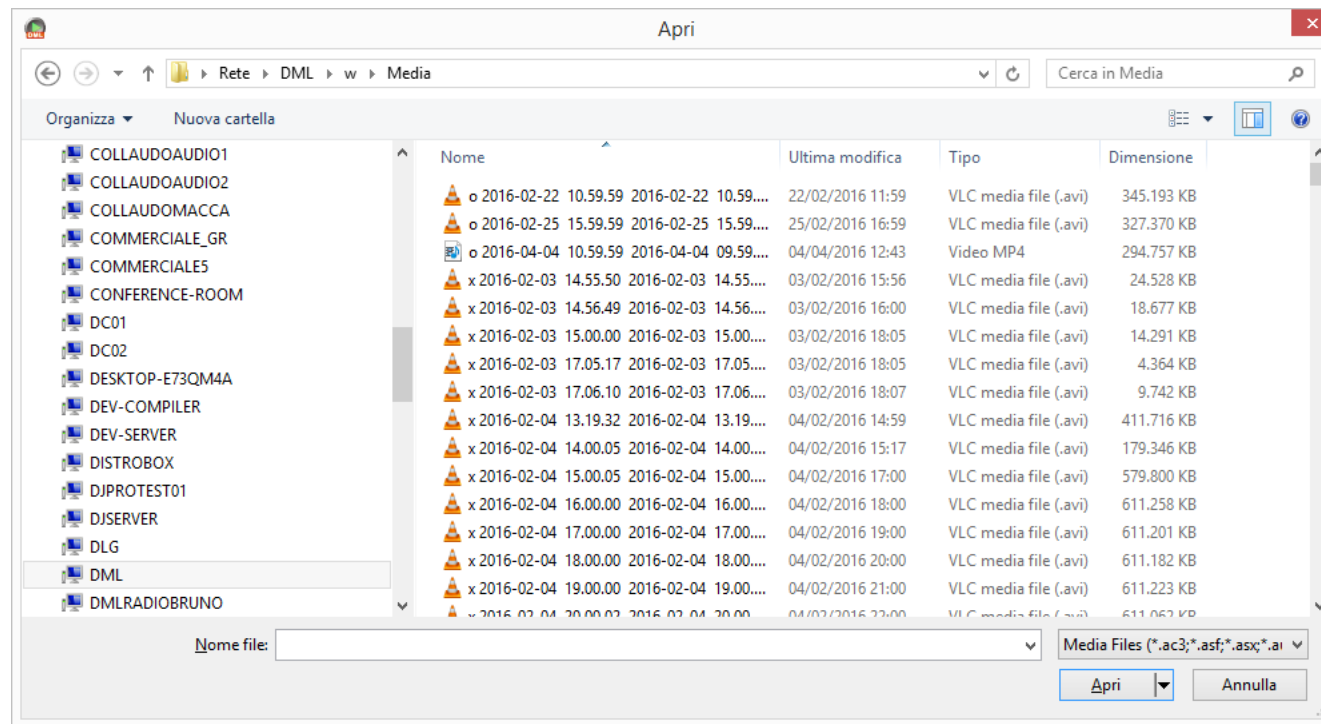 Apri
Rete DML w Media
Cerca in Media
Organizza Nuova cartella
COLLAUDOAUDIO1
COLLAUDOAUDIO2
COLLAUDOMACCA
COMMERCIALE_GR
COMMERCIALE5
CONFERENCE-ROOM
DC01
DC02
DESKTOP-E73QM4A
DEV-COMPILER
DEV-SERVER
DISTROBOX
DJPROTEST01
DJSERVER
DLG
DML
DMLRADIOBRUNO
Nome Ultima modifica Tipo Dimensione
o 2016-02-22 10.59.59 2016-02-22 10.59.... 22/02/2016 11:59 VLC media file (.avi) 345.193 KB
o 2016-02-25 15.59.59 2016-02-25 15.59.... 25/02/2016 16:59 VLC media file (.avi) 327.370 KB
o 2016-04-04 10.59.59 2016-04-04 09.59.... 04/04/2016 12:43 Video MP4 294.757 KB
x 2016-02-03 14.55.50 2016-02-03 14.55.... 03/02/2016 15:56 VLC media file (.avi) 24.528 KB
x 2016-02-03 14.56.49 2016-02-03 14.56.... 03/02/2016 16:00 VLC media file (.avi) 18.677 KB
x 2016-02-03 15.00.00 2016-02-03 15.00.... 03/02/2016 18:05 VLC media file (.avi) 14.291 KB
x 2016-02-03 17.05.17 2016-02-03 17.05.... 03/02/2016 18:05 VLC media file (.avi) 4.364 KB
x 2016-02-03 17.06.10 2016-02-03 17.06.... 03/02/2016 18:07 VLC media file (.avi) 9.742 KB
x 2016-02-04 13.19.32 2016-02-04 13.19.... 04/02/2016 14:59 VLC media file (.avi) 411.716 KB
x 2016-02-04 14.00.05 2016-02-04 14.00.... 04/02/2016 15:17 VLC media file (.avi) 179.346 KB
x 2016-02-04 15.00.05 2016-02-04 15.00.... 04/02/2016 17:00 VLC media file (.avi) 579.800 KB
x 2016-02-04 16.00.00 2016-02-04 16.00.... 04/02/2016 18:00 VLC media file (.avi) 611.258 KB
x 2016-02-04 17.00.00 2016-02-04 17.00.... 04/02/2016 19:00 VLC media file (.avi) 611.201 KB
x 2016-02-04 18.00.00 2016-02-04 18.00.... 04/02/2016 20:00 VLC media file (.avi) 611.182 KB
x 2016-02-04 19.00.00 2016-02-04 19.00.... 04/02/2016 21:00 VLC media file (.avi) 611.223 KB
Nome file:
Media Files (*.ac3;*.asf;*.asx;*.
Apri Annulla